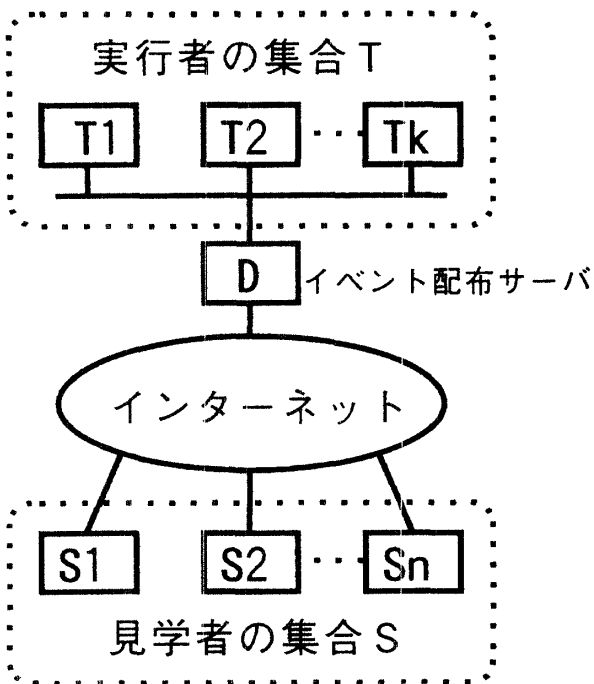 実行者の集合T
T1 T2 ... Tk
D イベント配布サーバ
インターネット
S1 S2 ... Sn
見学者の集合S